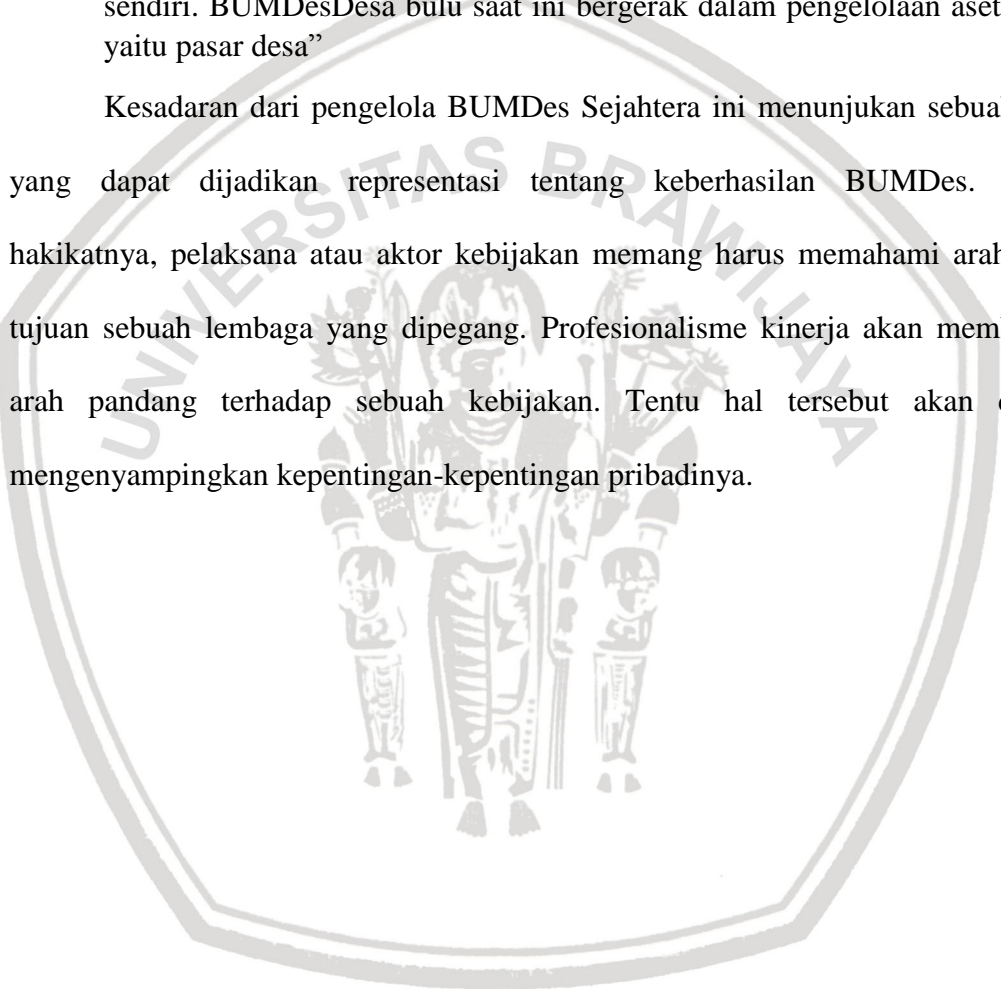 sendiri. BUMDesDesa bulu saat ini bergerak dalam pengelolaan aset
yaitu pasar desa”
Kesadaran dari pengelola BUMDes Sejahtera ini menunjukan
yang dapat dijadikan representasi tentang keberhasilan BUMDes.
hakikatnya, pelaksana atau aktor kebijakan memang harus memahami arah
tujuan sebuah lembaga yang dipegang. Profesionalisme kinerja akan
arah pandang terhadap sebuah kebijakan. Tentu hal tersebut akan
mengenyampingkan kepentingan-kepentingan pribadinya.
UNIVERSITAS BRAWIJAYA